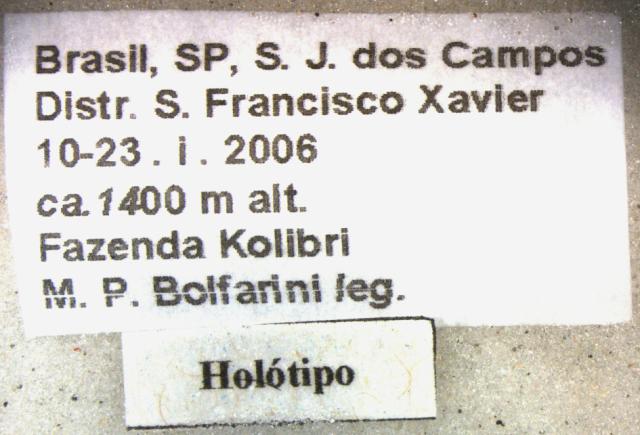 Brasil, SP, S. J. dos Campos
Distr. S. Francisco Xavier
10-23 . i . 2006
ca.1400 m alt.
Fazenda Kolibri
M. P. Bolfarini leg.
Holótipo